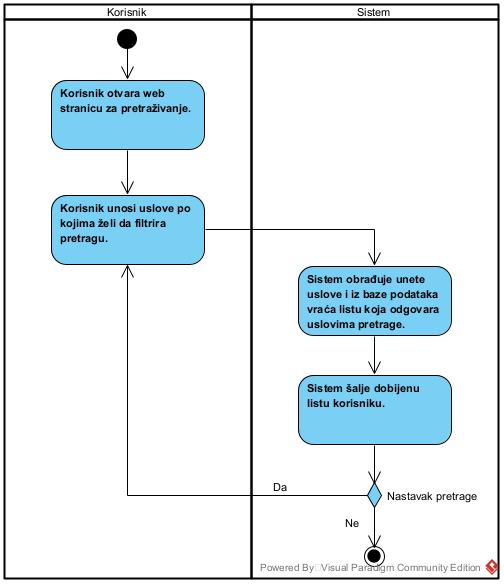 Korisnik
Sistem
Korisnik otvara web
stranicu za pretraživanje.
Korisnik unosi uslove po
kojima želi da filtrira
pretragu.
Sistem obrađuje unete
uslove i iz baze podataka
vraća listu koja odgovara
uslovima pretrage.
Sistem šalje dobijenu
listu korisniku.
Da
Nastavak pretrage
Ne
Powered By Visual Paradigm Community Edition